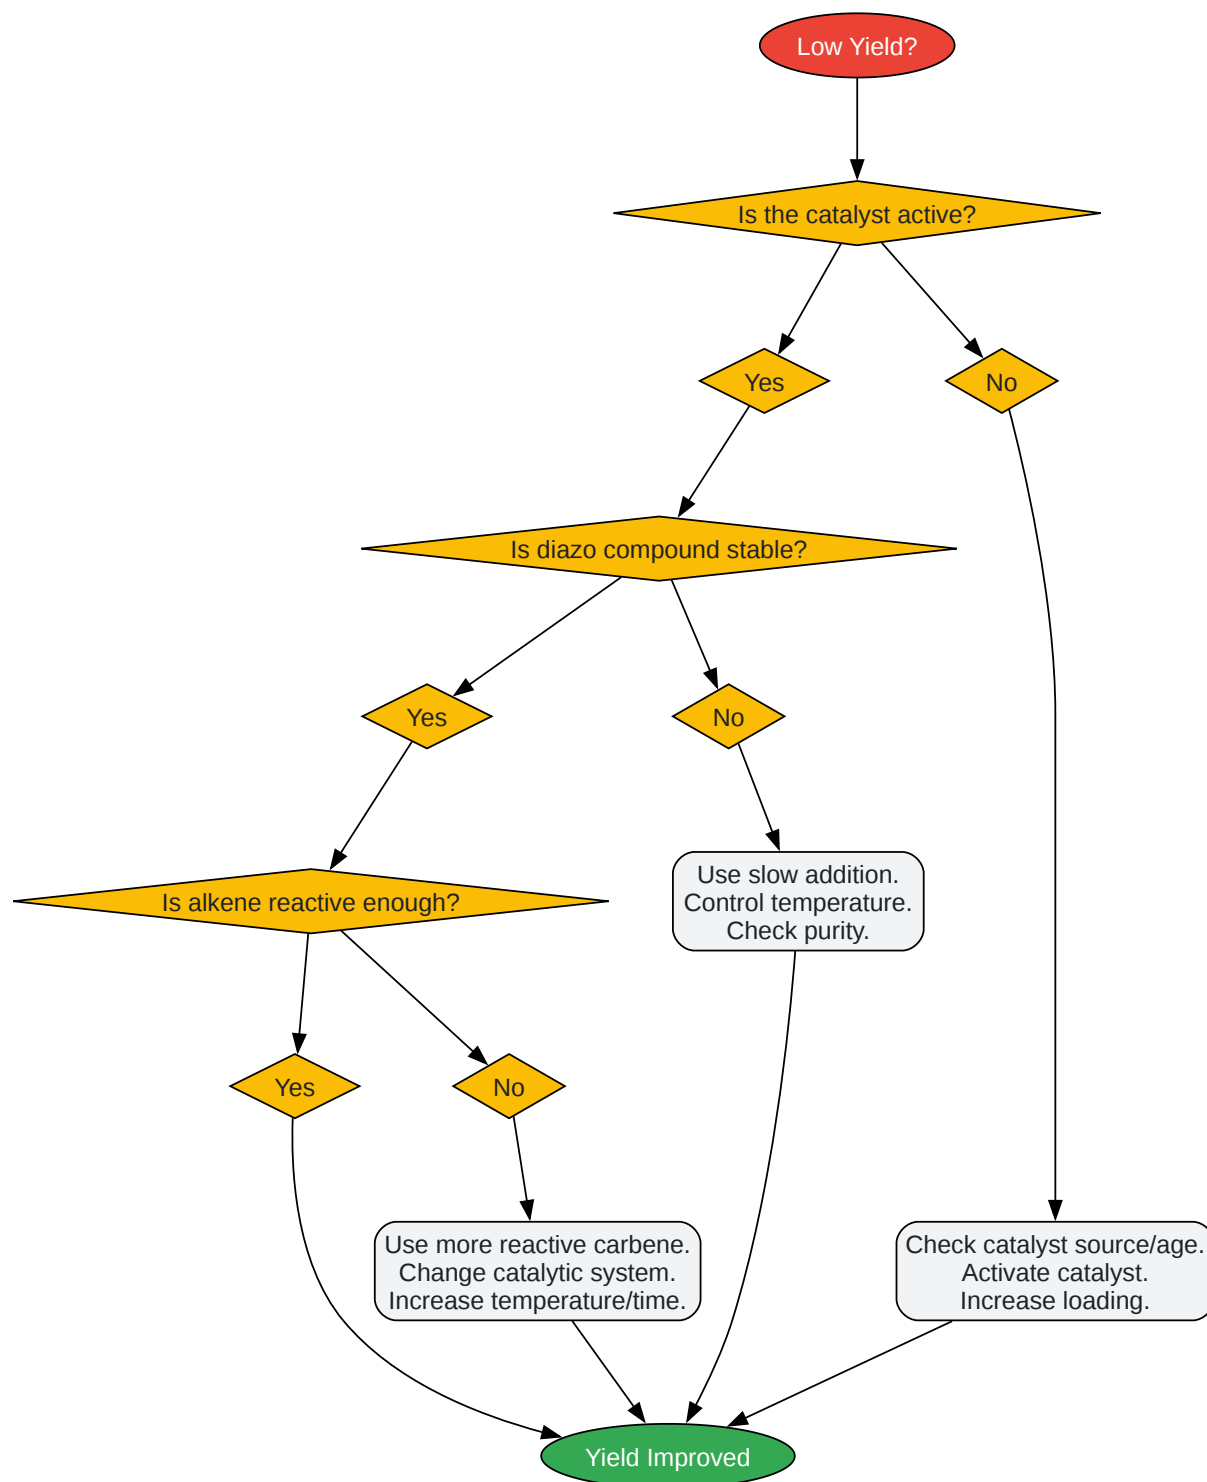 Low Yield?
Is the catalyst active?
Yes
No
Is diazo compound stable?
Yes
No
Use slow addition.
Control temperature.
Check purity.
Is alkene reactive enough?
Yes
No
Use more reactive carbene.
Change catalytic system.
Increase temperature/time.
Check catalyst source/age.
Activate catalyst.
Increase loading.
Yield Improved